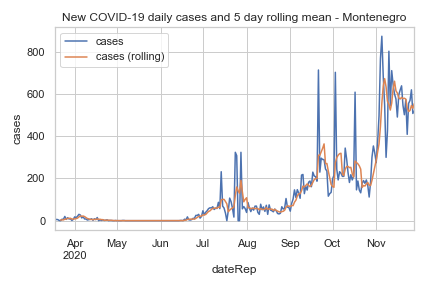 New COVID-19 daily cases and 5 day rolling mean - Montenegro
cases
cases (rolling)
800
600
400
200
0
cases
Apr May Jun Jul Aug Sep Oct Nov
2020
dateRep